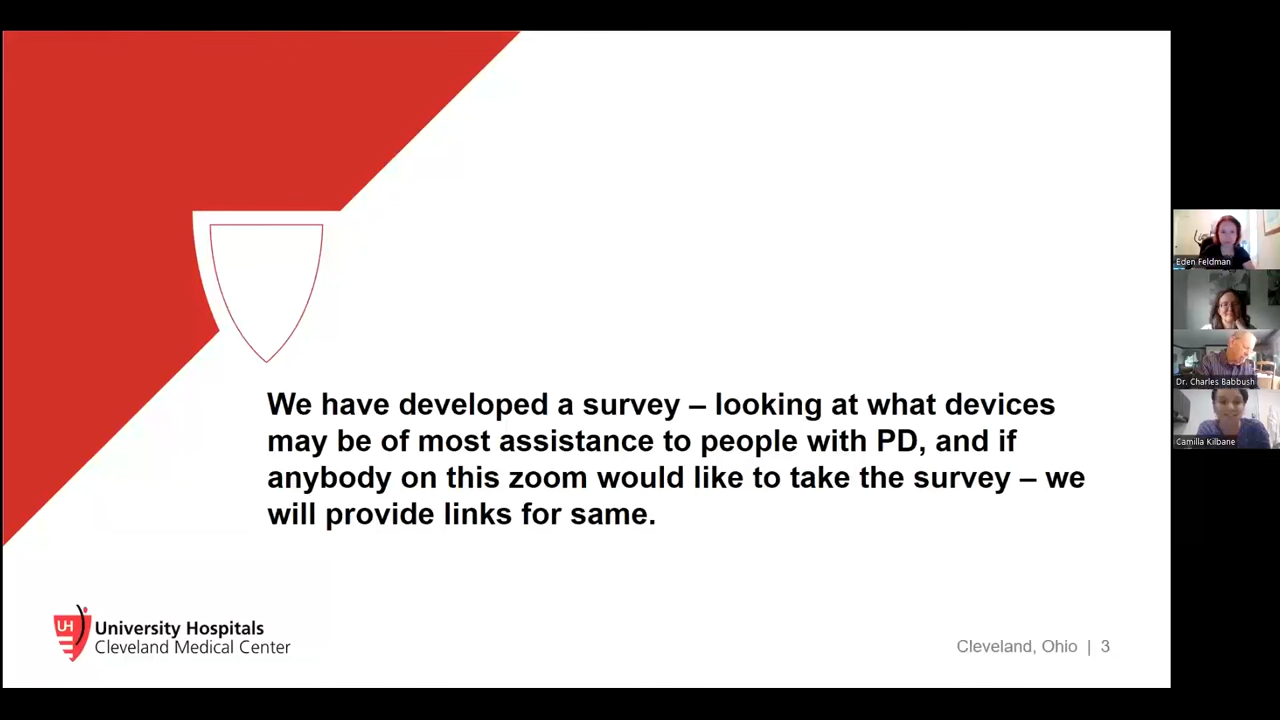 We have developed a survey – looking at what devices
may be of most assistance to people with PD, and if
anybody on this zoom would like to take the survey – we
will provide links for same.
UH
University Hospitals
Cleveland Medical Center
Cleveland, Ohio | 3
Eden Feldman
Dr. Charles Babbush
Camilla Kilbane